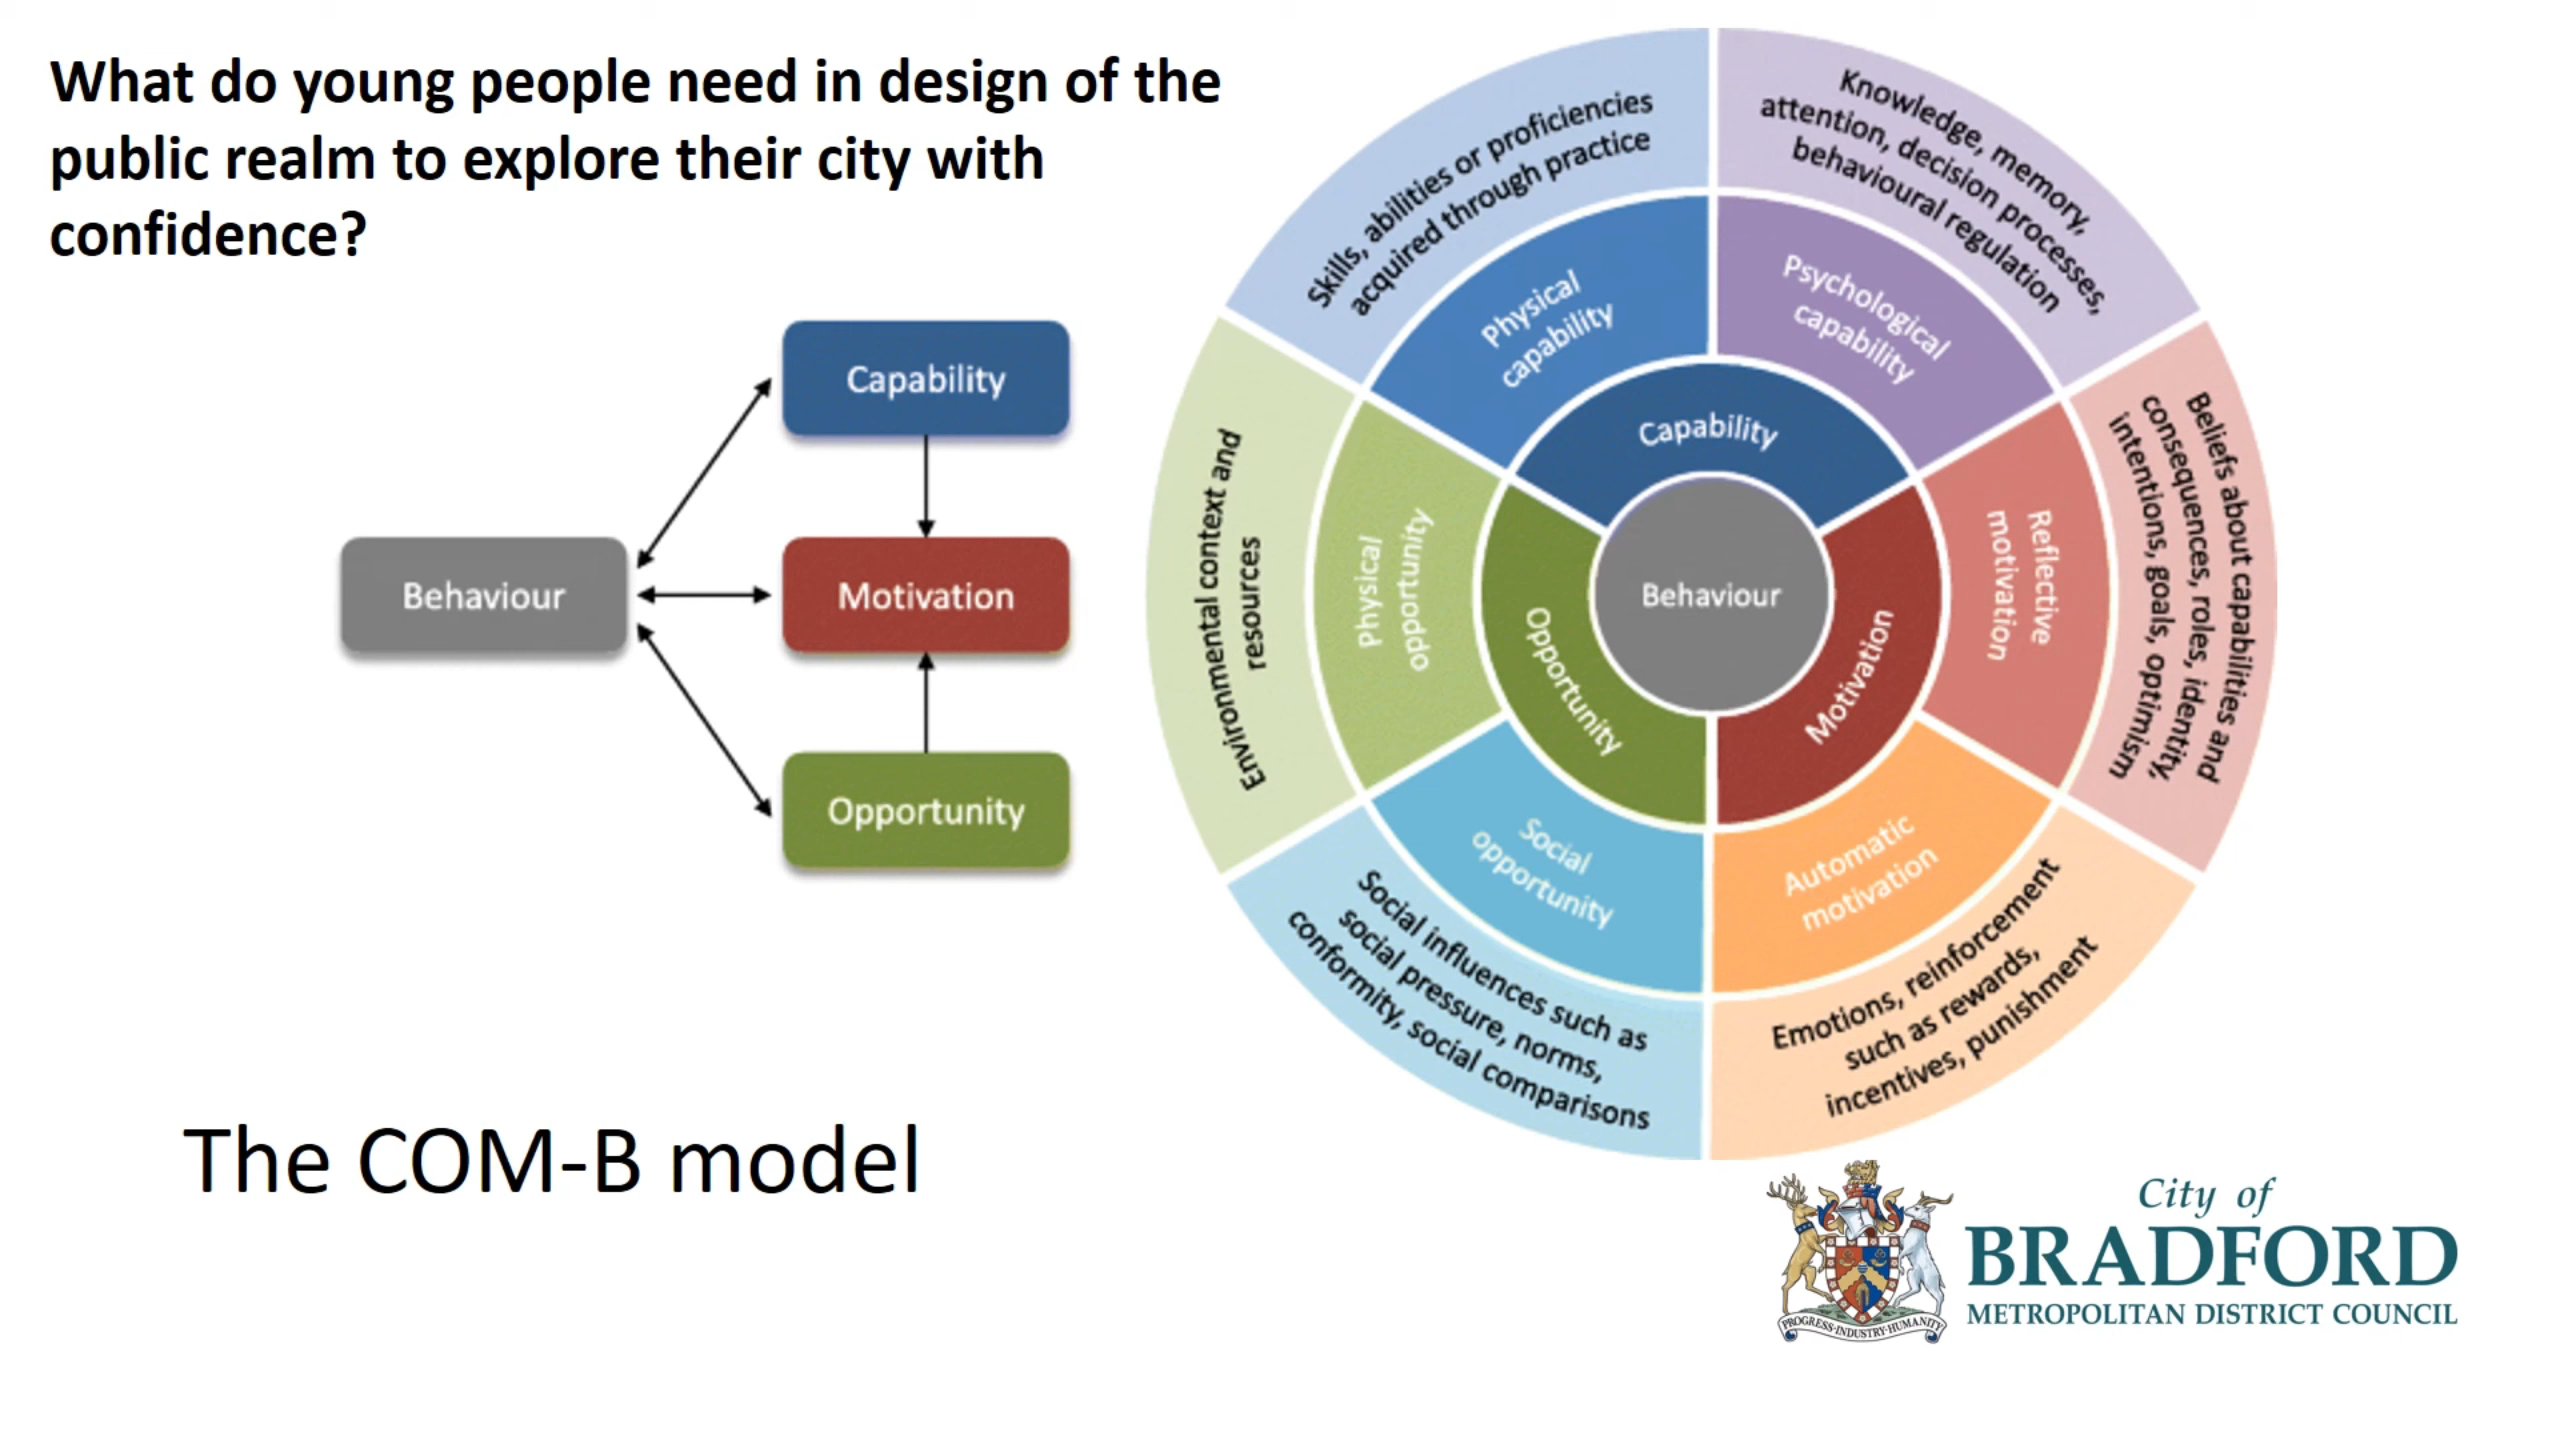 What do young people need in design of the
public realm to explore their city with
confidence?
Capability
Behaviour
Motivation
Opportunity
The COM-B model
Skills, abilities or proficiencies
acquired through practice
Knowledge, memory,
attention, decision processes,
behavioural regulation
Physical
capability
Psychological
capability
Capability
Beliefs about capabilities and
consequences, roles, identity,
intentions, goals, optimism
Reflective
motivation
Motivation
Behaviour
Opportunity
Physical
opportunity
Environmental context and
resources
Social
opportunity
Social influences such as
social pressure, norms,
conformity, social comparisons
Automatic
motivation
Emotions, reinforcement
such as rewards,
incentives, punishment
PROGRESS·INDUSTRY·HUMANITY
City of
BRADFORD
METROPOLITAN DISTRICT COUNCIL